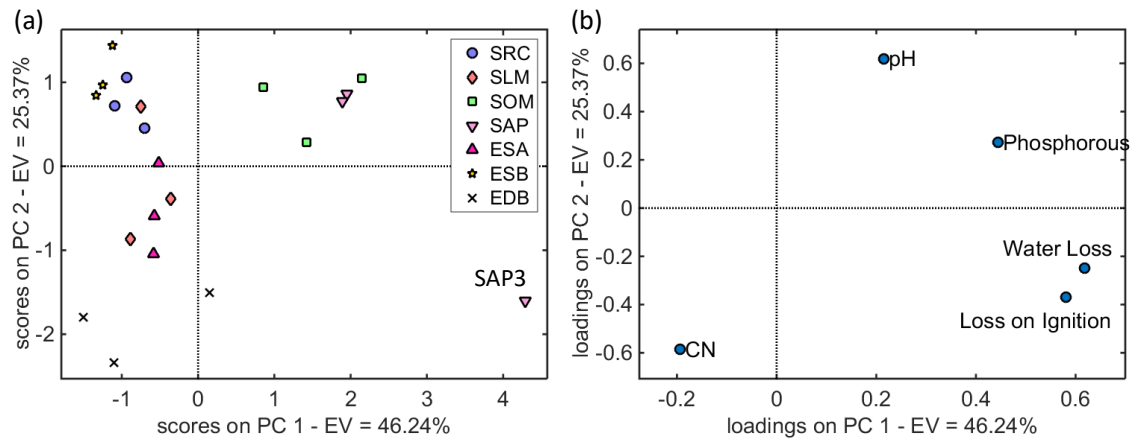 (a)
scores on PC 2 - EV = 25.37%
1
0
-1
-2
SRC
SLM
SOM
SAP
ESA
ESB
EDB
SAP3
-1 0 1 2 3 4
scores on PC 1 - EV = 46.24%
(b)
loadings on PC 2 - EV = 25.37%
0.6
0.4
0.2
0
-0.2
-0.4
-0.6
pH
Phosphorous
Water Loss
Loss on Ignition
CN
-0.2 0 0.2 0.4 0.6
loadings on PC 1 - EV = 46.24%